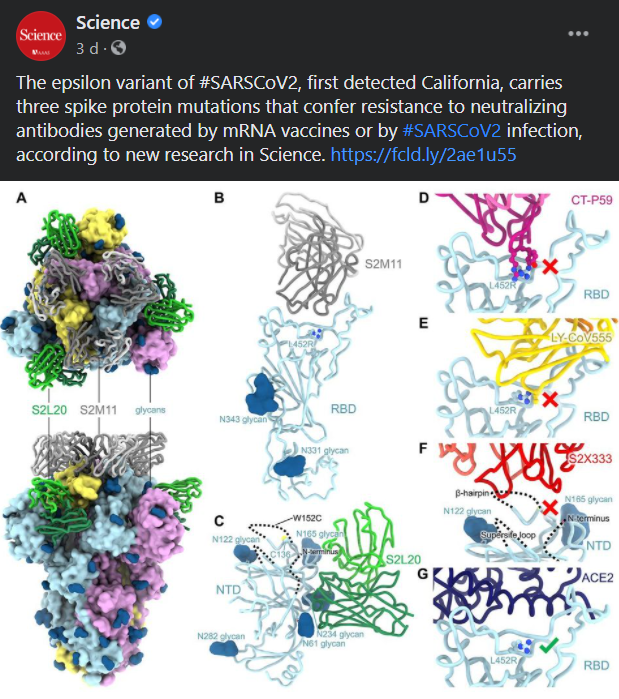 Science
Science
AAAS
3 d ·
The epsilon variant of #SARSCoV2, first detected California, carries
three spike protein mutations that confer resistance to neutralizing
antibodies generated by mRNA vaccines or by #SARSCoV2 infection,
according to new research in Science. https://fcld.ly/2ae1u55
A
S2L20
S2M11
glycans
B
S2M11
L452R
N343 glycan
RBD
N331 glycan
C
W152C
N122 glycan
N165 glycan
C136
N-terminus
S2L20
NTD
N282 glycan
N234 glycan
N61 glycan
D
CT-P59
L452R
RBD
E
LY-CoV555
L452R
RBD
F
S2X333
β-hairpin
N165 glycan
N122 glycan
N-terminus
Supersite loop
NTD
G
ACE2
L452R
RBD